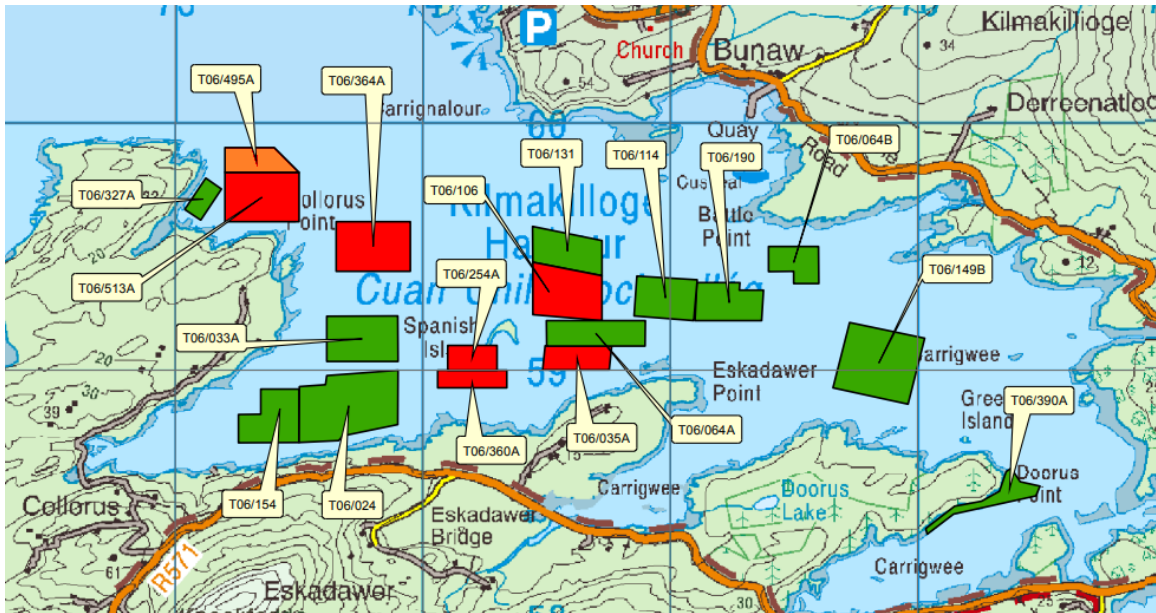 P
Kilmakilloge
34
Church
Bunaw
54
T06/495A
T06/364A
Carrignalour
Derreenatloo
60
Quay
T06/064B
T06/131
T06/114
T06/190
Road
T06/327A
T06/106
Collorus
Point
Kilmakilloge
Harbour
Battle
Point
20
T06/513A
T06/254A
12
T06/149B
T06/033A
Spanish
20
30
59
Eskadawer
Point
Carrigwee
39
Green
Island
T06/390A
T06/360A
T06/035A
T06/064A
15
Doorus
Point
Collorus
T06/154
T06/024
Carrigwee
Doorus
Lake
Eskadawer
Bridge
R571
61
Carrigwee
Eskadawer
58
30
25